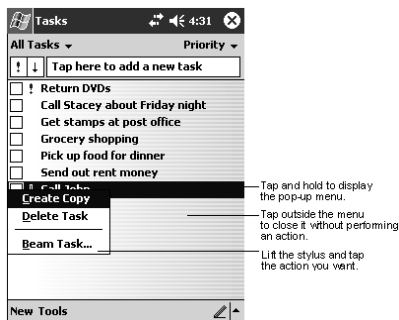 Tasks 4:31
All Tasks Priority
! ↓ Tap here to add a new task
! Return DVDs
Call Stacey about Friday night
Get stamps at post office
Grocery shopping
Pick up food for dinner
Send out rent money
! Call John
Create Copy
Delete Task
Beam Task...
New Tools
Tap and hold to display
the pop-up menu.
Tap outside the menu
to close it without performing
an action.
Lift the stylus and tap
the action you want.